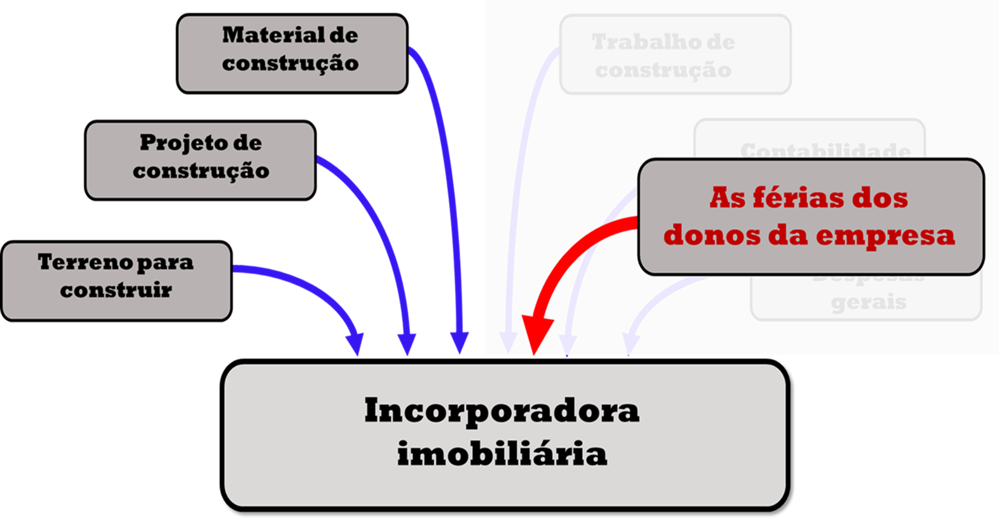 Material de
construção
Trabalho de
construção
Projeto de
construção
Contabilidade
As férias dos
donos da empresa
Terreno para
construir
Despesas
gerais
Incorporadora
imobiliária